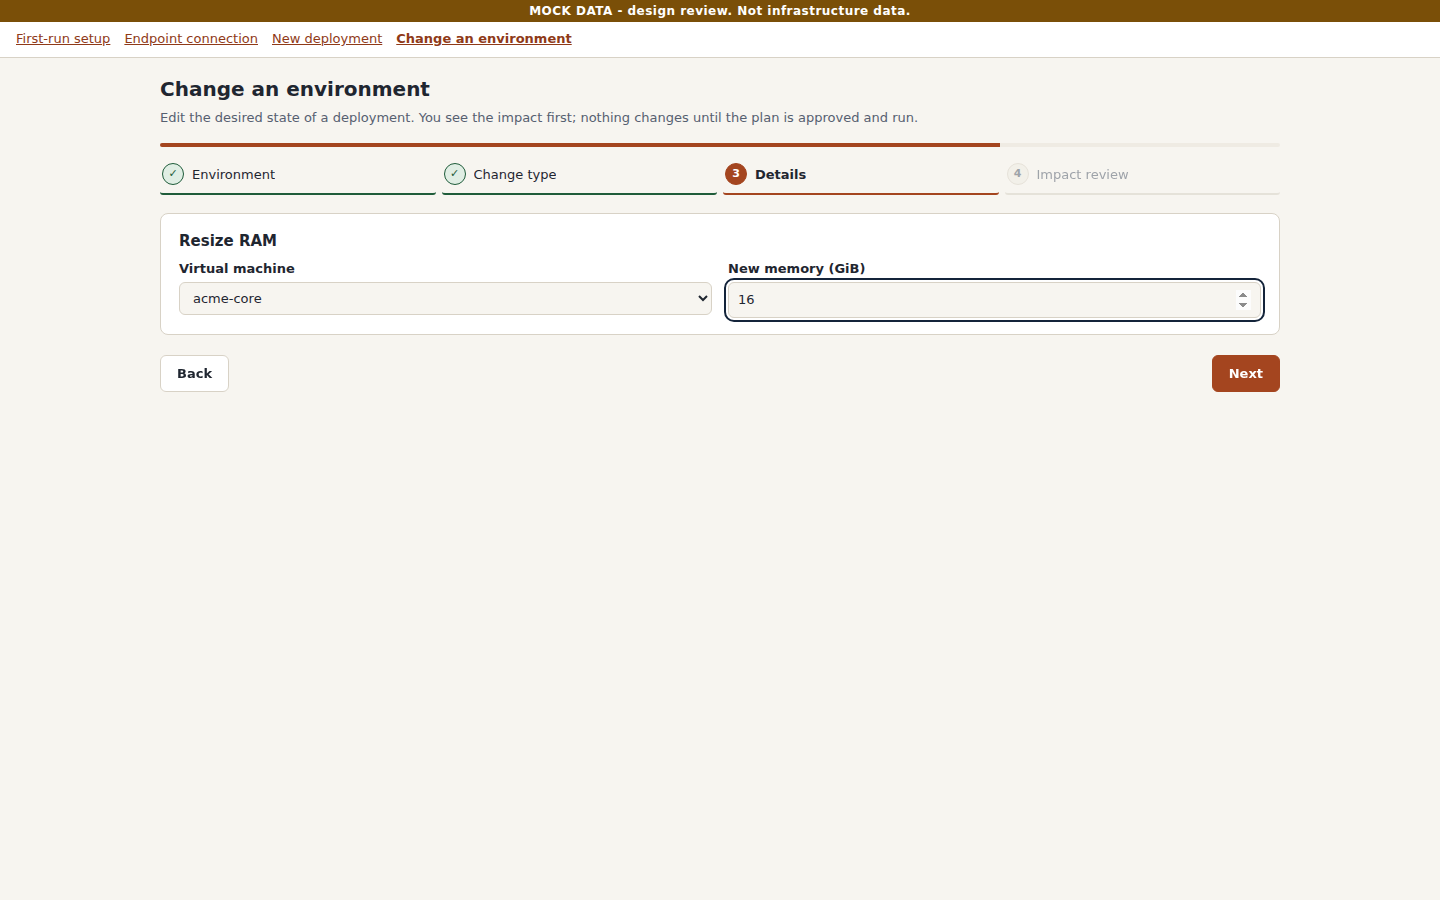 MOCK DATA - design review. Not infrastructure data.
First-run setup Endpoint connection New deployment Change an environment
Change an environment
Edit the desired state of a deployment. You see the impact first; nothing changes until the plan is approved and run.
✓ Environment ✓ Change type 3 Details 4 Impact review
Resize RAM
Virtual machine New memory (GiB)
acme-core 16
Back Next